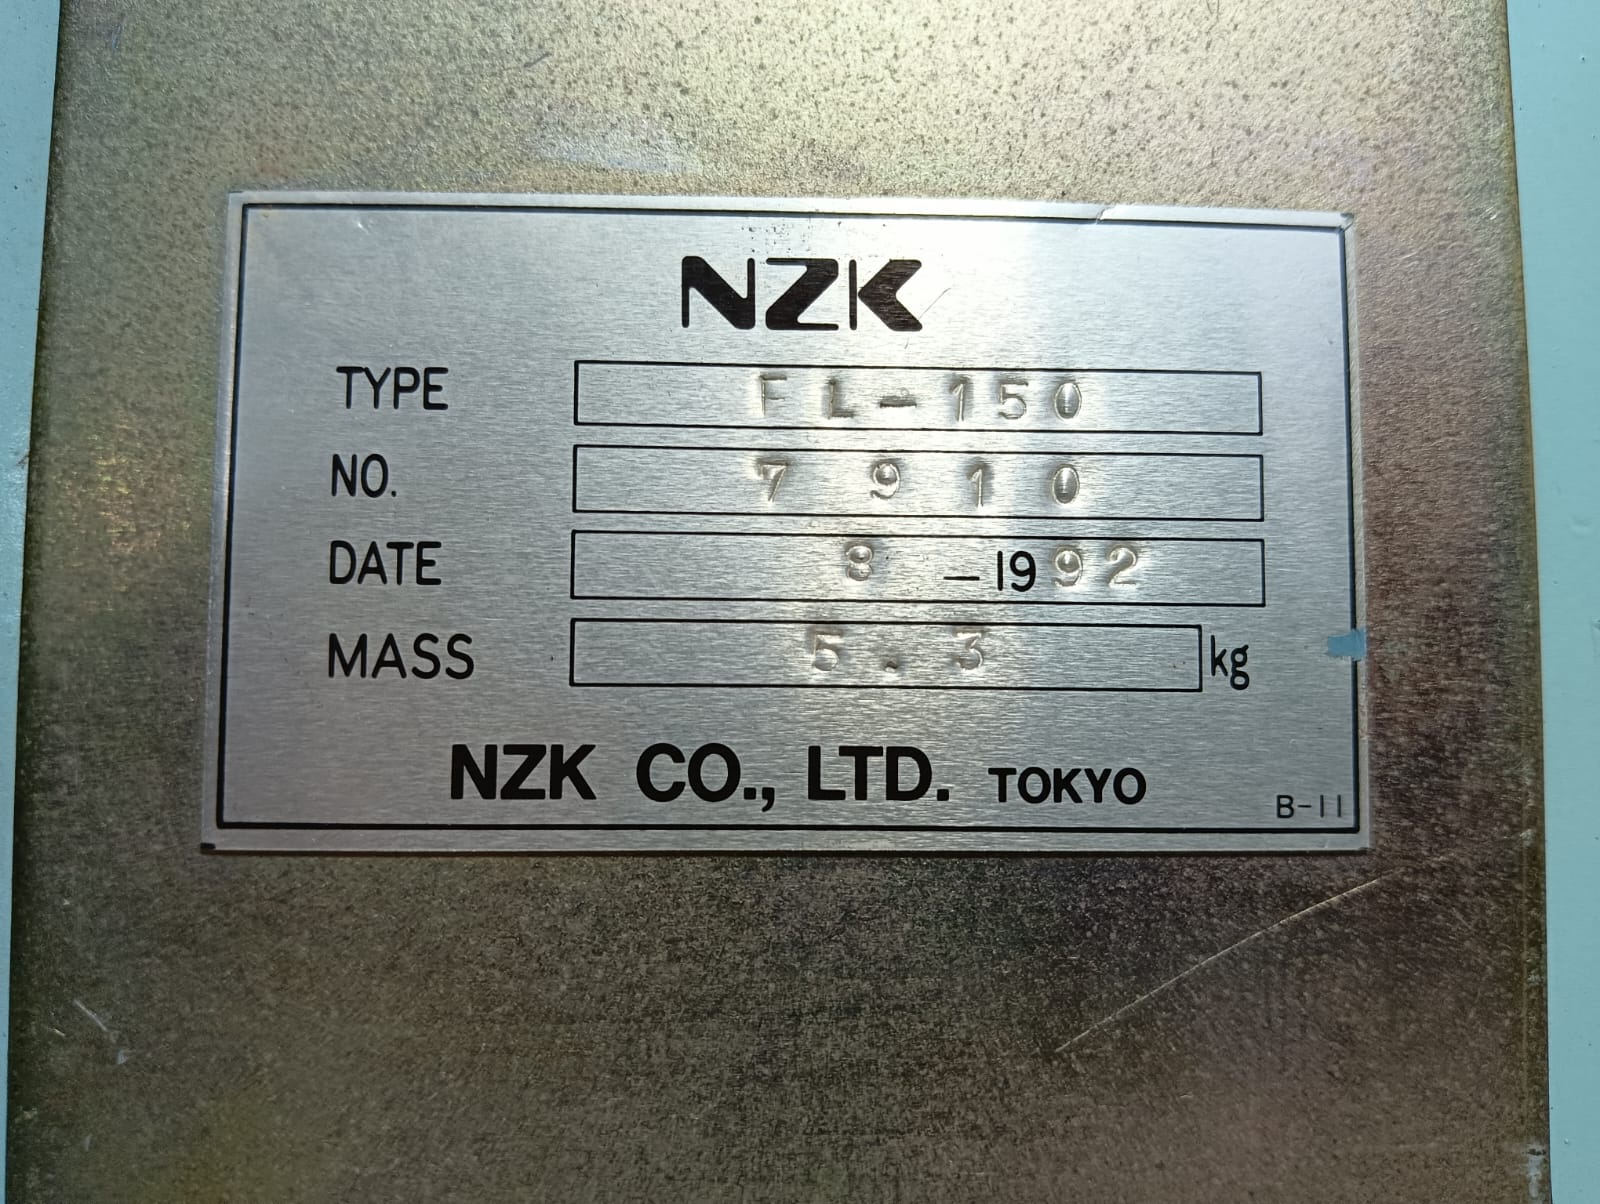 NZK
TYPE FL-150
NO. 7910
DATE 8 -1992
MASS 5.3 kg
NZK CO., LTD. TOKYO
B-11